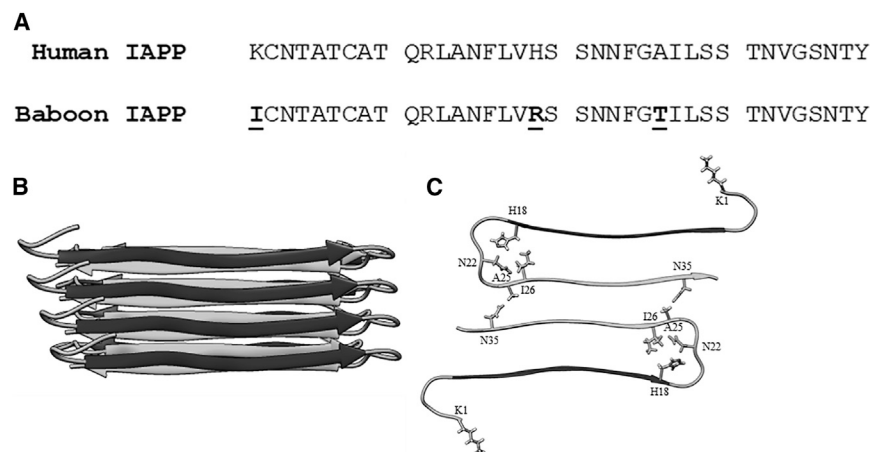 A
Human IAPP KCNTATCAT QRLANFLVHS SNNFGAILSS TNVGSNTY
Baboon IAPP ICNTATCAT QRLANFLVRS SNNFGTILSS TNVGSNTY
B
C
K1
H18
N22
A25
I26
N35
N35
I26
A25
N22
H18
K1